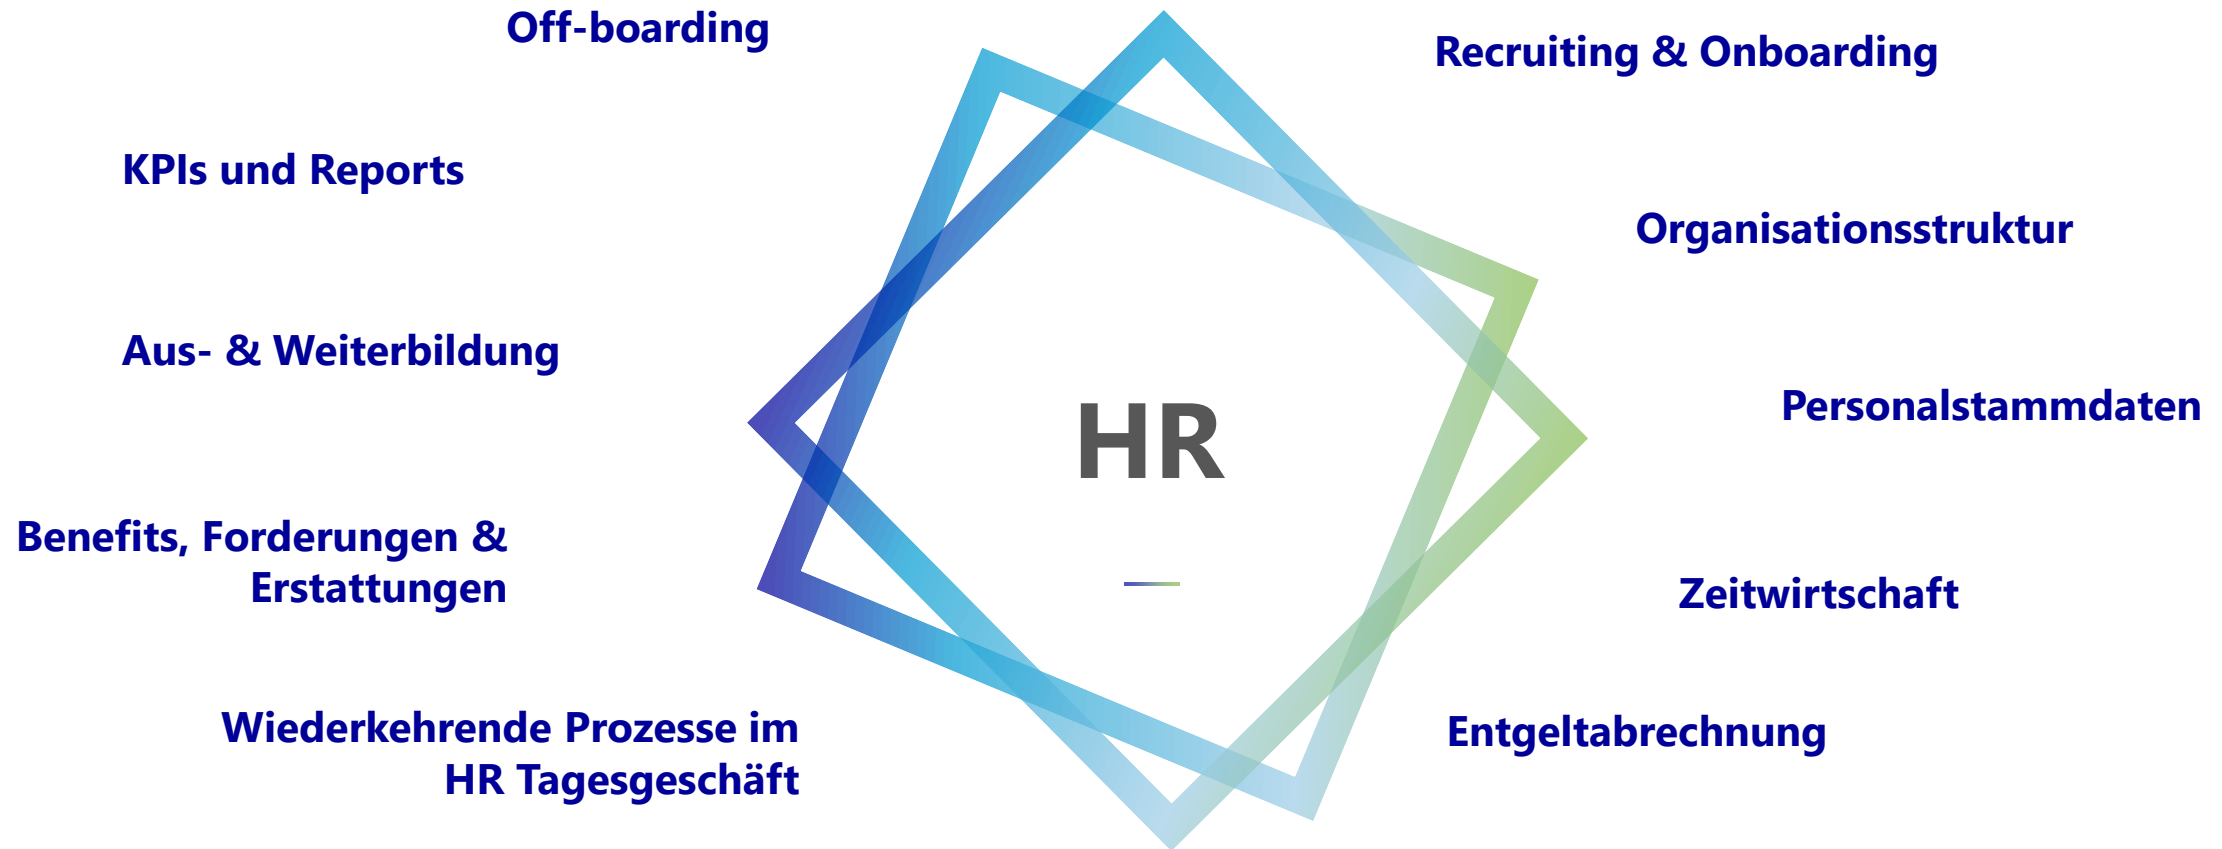 Off-boarding
Recruiting & Onboarding
KPIs und Reports
Organisationsstruktur
Aus- & Weiterbildung
Personalstammdaten
HR
Benefits, Forderungen &
Erstattungen
Zeitwirtschaft
Wiederkehrende Prozesse im
HR Tagesgeschäft
Entgeltabrechnung